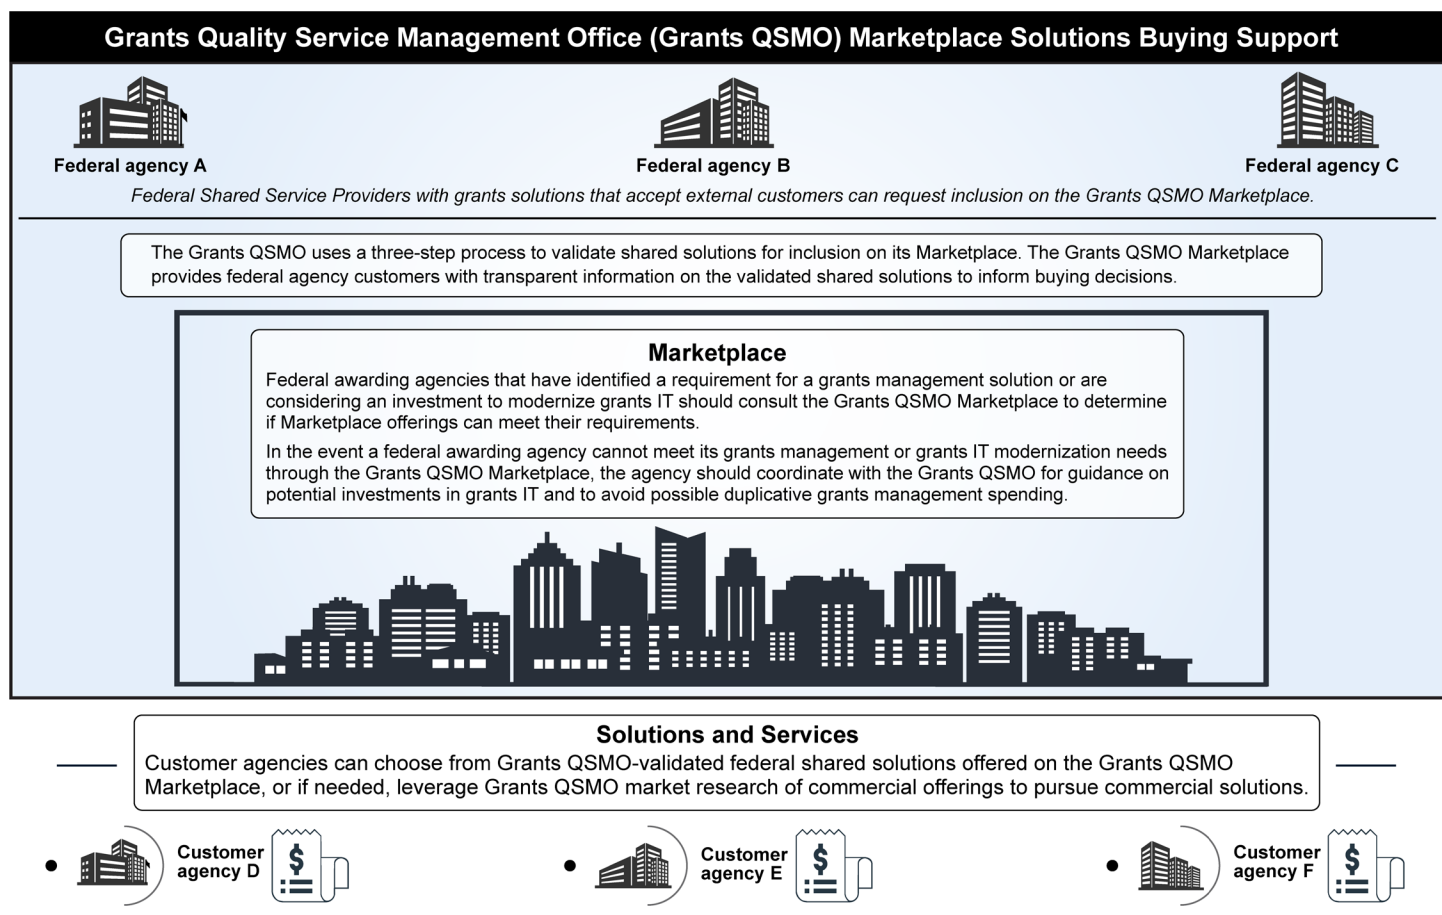 Grants Quality Service Management Office (Grants QSMO) Marketplace Solutions Buying Support
Federal agency A
Federal agency B
Federal agency C
Federal Shared Service Providers with grants solutions that accept external customers can request inclusion on the Grants QSMO Marketplace.
The Grants QSMO uses a three-step process to validate shared solutions for inclusion on its Marketplace. The Grants QSMO Marketplace
provides federal agency customers with transparent information on the validated shared solutions to inform buying decisions.
Marketplace
Federal awarding agencies that have identified a requirement for a grants management solution or are
considering an investment to modernize grants IT should consult the Grants QSMO Marketplace to determine
if Marketplace offerings can meet their requirements.
In the event a federal awarding agency cannot meet its grants management or grants IT modernization needs
through the Grants QSMO Marketplace, the agency should coordinate with the Grants QSMO for guidance on
potential investments in grants IT and to avoid possible duplicative grants management spending.
Solutions and Services
Customer agencies can choose from Grants QSMO-validated federal shared solutions offered on the Grants QSMO
Marketplace, or if needed, leverage Grants QSMO market research of commercial offerings to pursue commercial solutions.
Customer
agency D
$
Customer
agency E
$
Customer
agency F
$